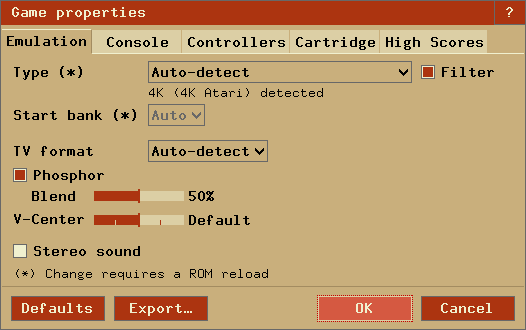 Game properties ?
Emulation Console Controllers Cartridge High Scores
Type (*) Auto-detect Filter
4K (4K Atari) detected
Start bank (*) Auto
TV format Auto-detect
Phosphor
Blend 50%
V-Center Default
Stereo sound
(*) Change requires a ROM reload
Defaults Export… OK Cancel